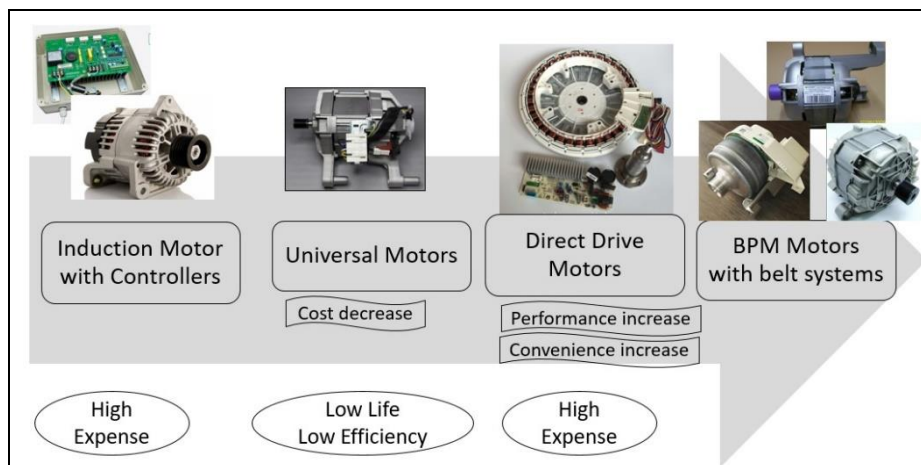 Induction Motor
with Controllers
Universal Motors
Direct Drive
Motors
BPM Motors
with belt systems
Cost decrease
Performance increase
Convenience increase
High
Expense
Low Life
Low Efficiency
High
Expense